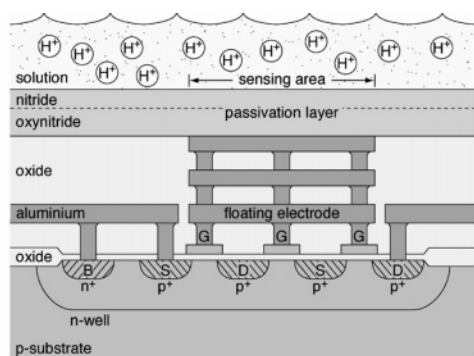 H⁺ H⁺ H⁺ H⁺ H⁺ H⁺
H⁺ H⁺ H⁺ H⁺ H⁺
solution
sensing area
nitride
passivation layer
oxynitride
oxide
aluminium
floating electrode
G G G
oxide
B S D S D
n⁺ p⁺ p⁺ p⁺ p⁺
n-well
p-substrate